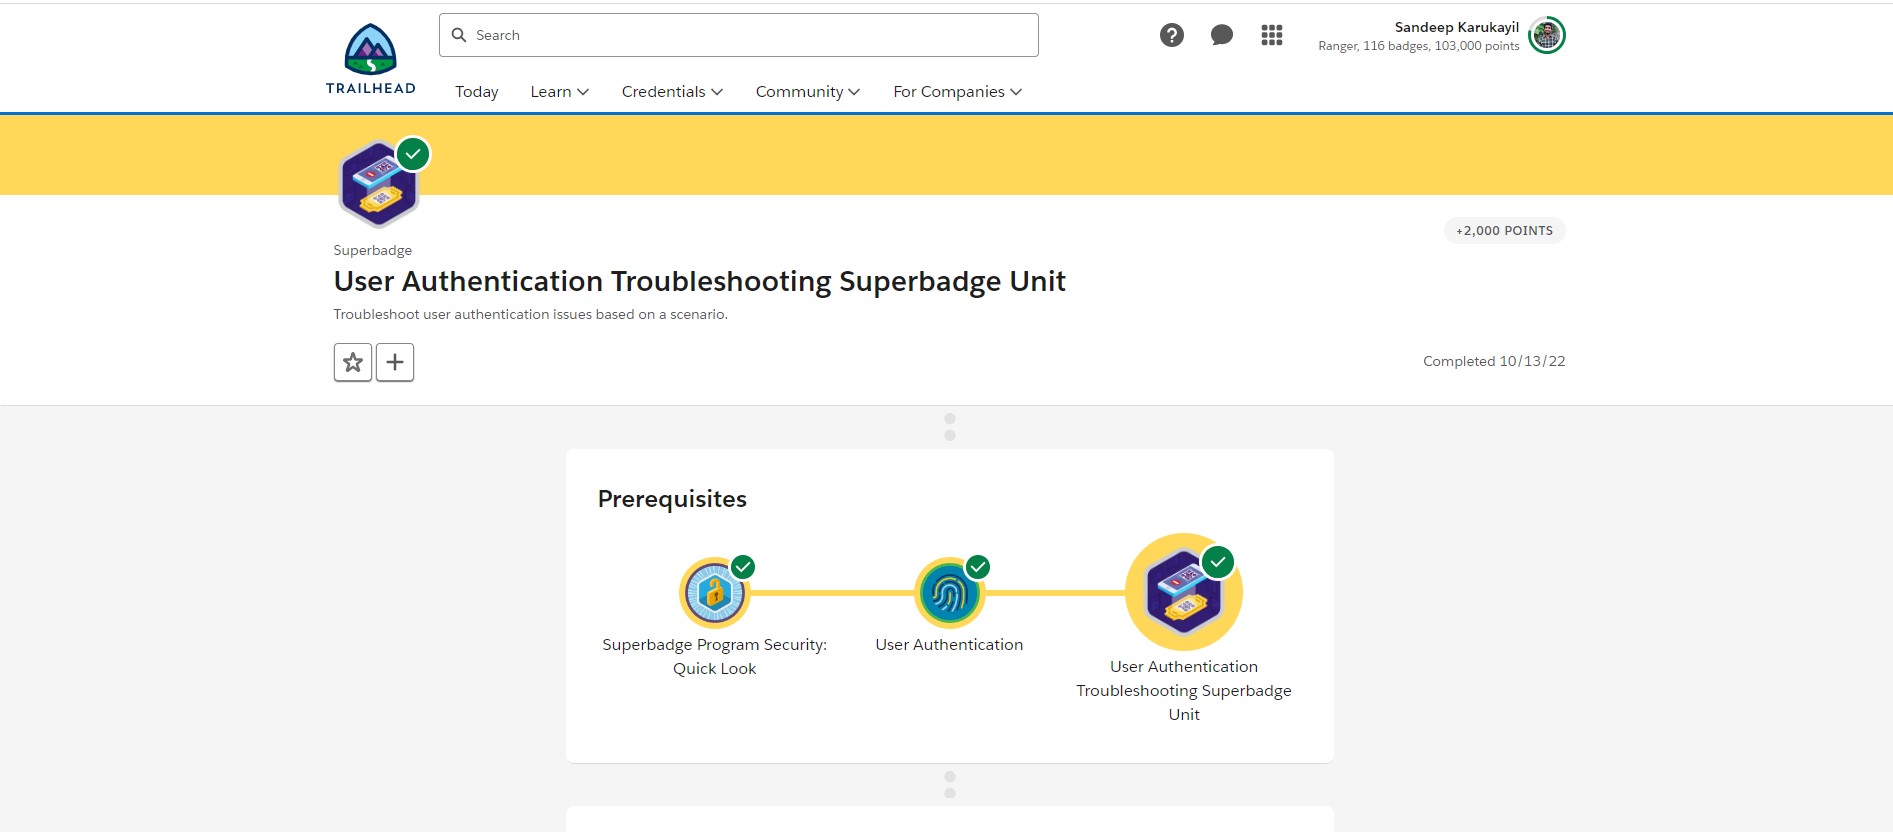 TRAILHEAD
Search
Sandeep Karukayil
Ranger, 116 badges, 103,000 points
Today Learn Credentials Community For Companies
+2,000 POINTS
Superbadge
User Authentication Troubleshooting Superbadge Unit
Troubleshoot user authentication issues based on a scenario.
Completed 10/13/22
Prerequisites
Superbadge Program Security:
Quick Look
User Authentication
User Authentication
Troubleshooting Superbadge
Unit